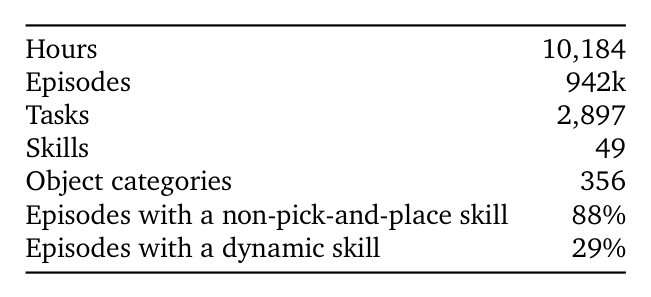 Hours 10,184
Episodes 942k
Tasks 2,897
Skills 49
Object categories 356
Episodes with a non-pick-and-place skill 88%
Episodes with a dynamic skill 29%